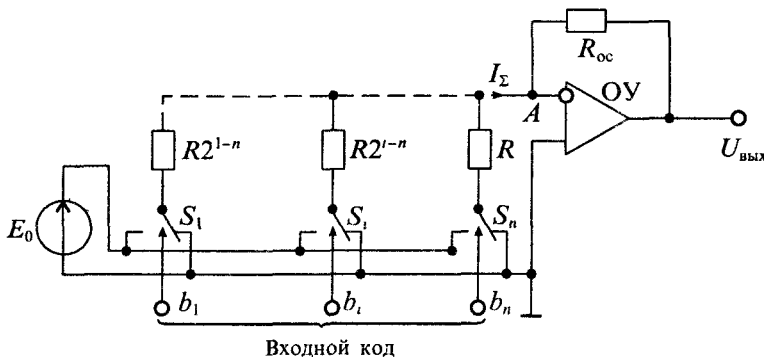 R_ос
I_Σ
ОУ
A
U_вых
R2^{1-n}
R2^{i-n}
R
E_0
S_1
S_i
S_n
b_1
b_i
b_n
Входной код